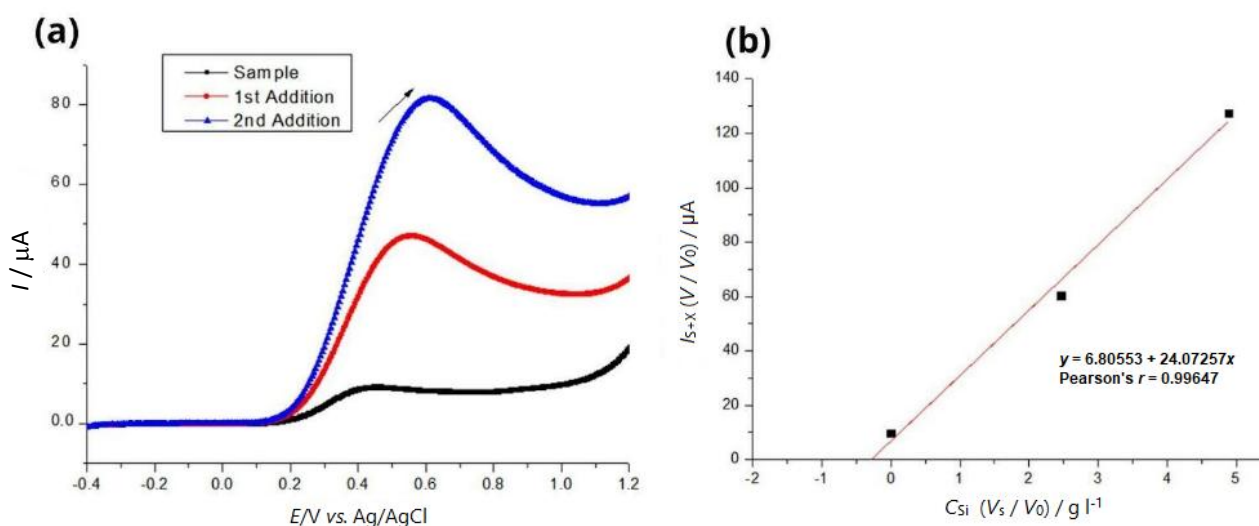 (a)
Sample
1st Addition
2nd Addition
I / µA
80
60
40
20
0.0
-0.4
-0.2
0.0
0.2
0.4
0.6
0.8
1.0
1.2
E/V vs. Ag/AgCl
(b)
IS+X (V / V0) / µA
140
120
100
80
60
40
20
0
y = 6.80553 + 24.07257x
Pearson's r = 0.99647
-2
-1
0
1
2
3
4
5
CSi (Vs / V0) / g l-1